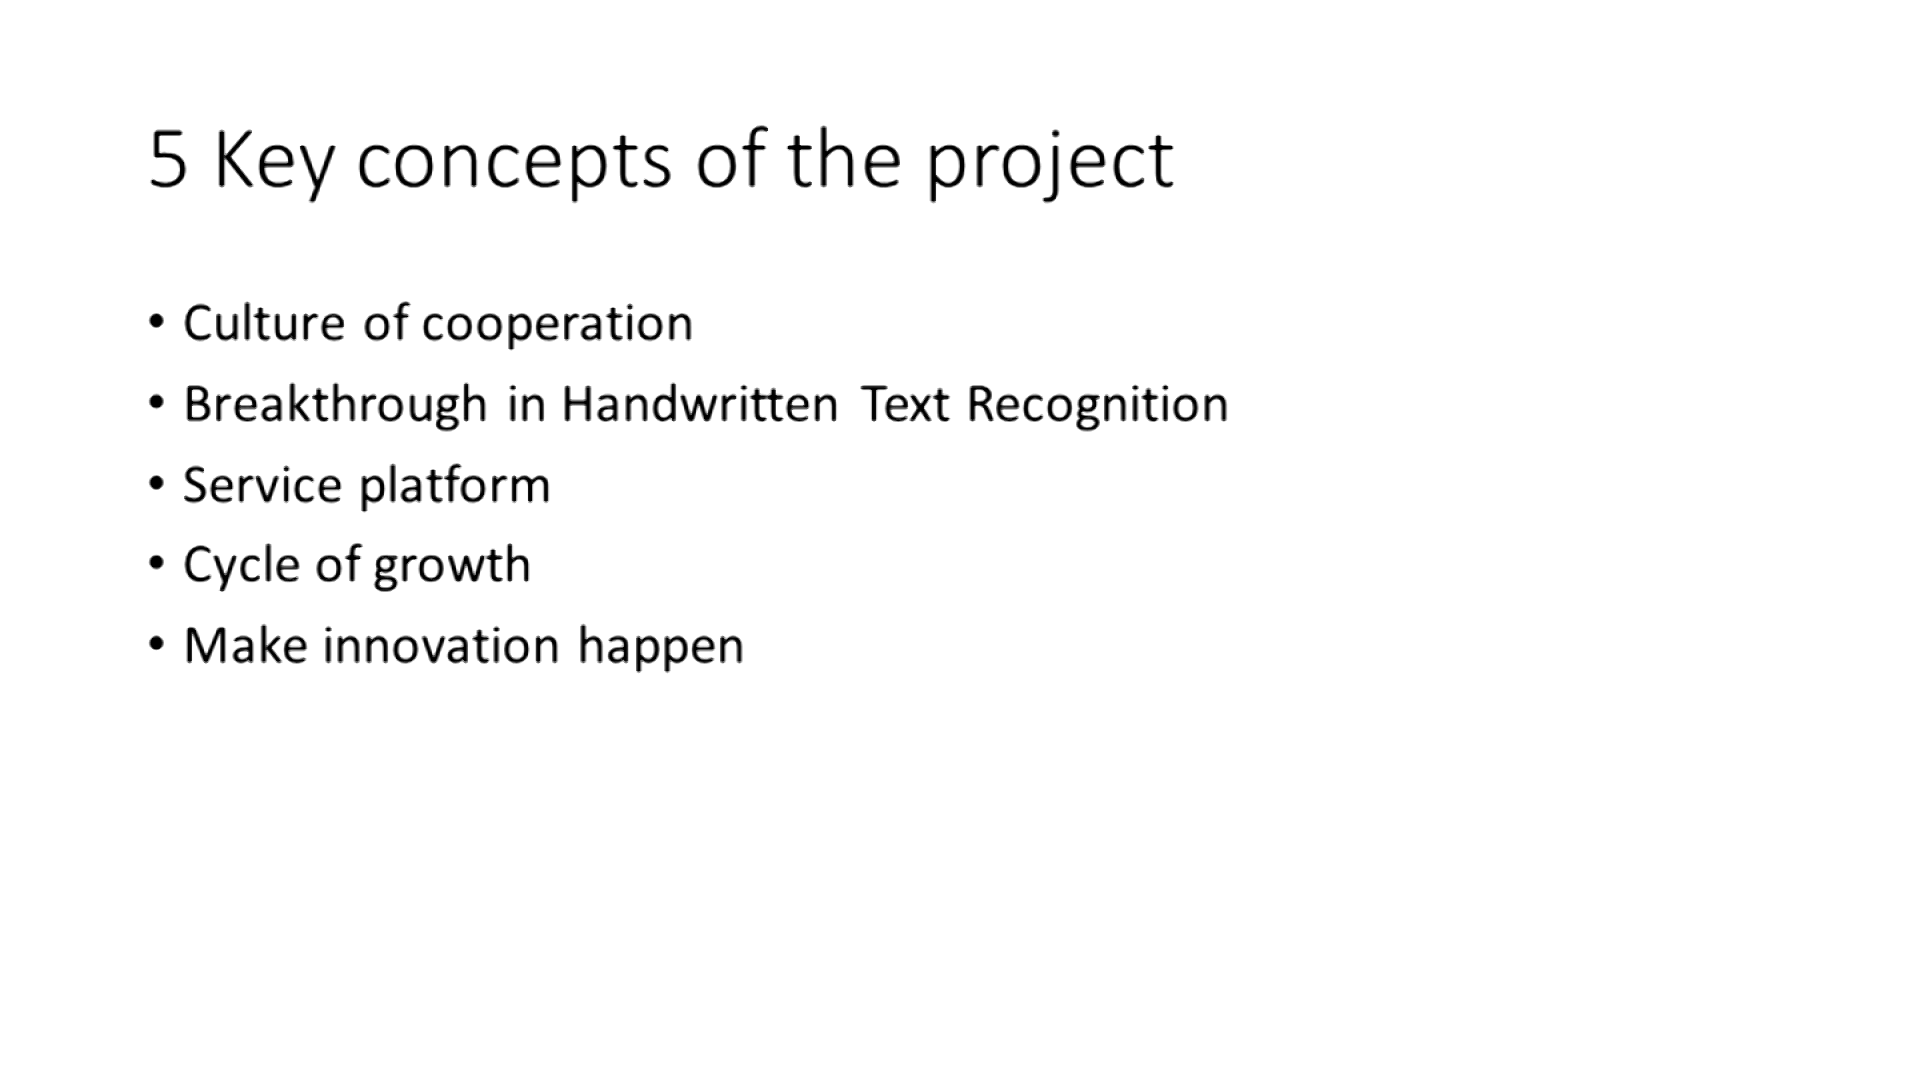 5 Key concepts of the project
• Culture of cooperation
• Breakthrough in Handwritten Text Recognition
• Service platform
• Cycle of growth
• Make innovation happen